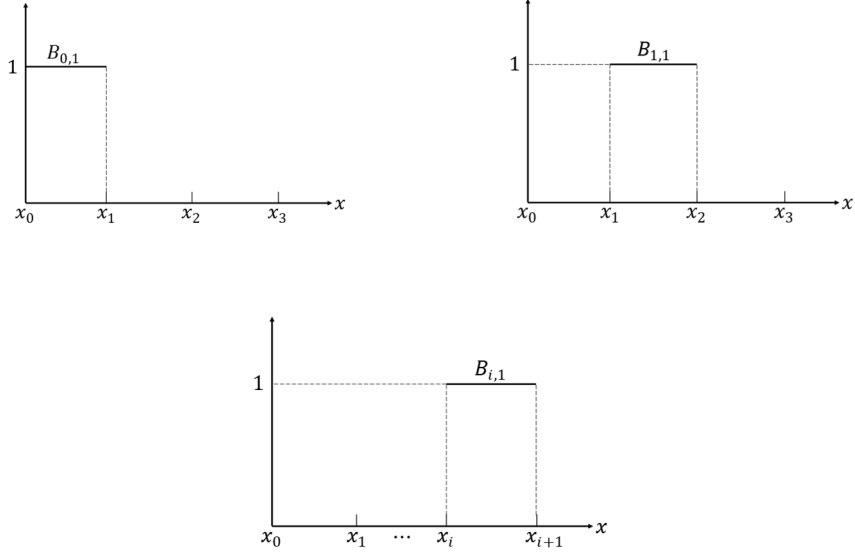 B₀,₁
1
x
x₀ x₁ x₂ x₃
B₁,₁
1
x
x₀ x₁ x₂ x₃
Bᵢ,₁
1
x
x₀ x₁ ⋯ xᵢ xᵢ₊₁